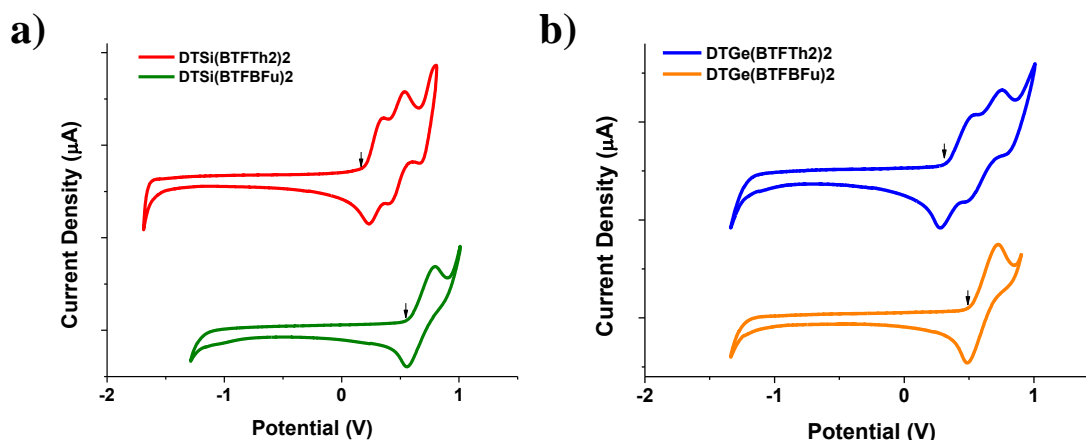 a)
DTSi(BTFTh2)2
DTSi(BTFBFu)2
Current Density (µA)
-2 -1 0 1
Potential (V)
b)
DTGe(BTFTh2)2
DTGe(BTFBFu)2
Current Density (µA)
-2 -1 0 1
Potential (V)